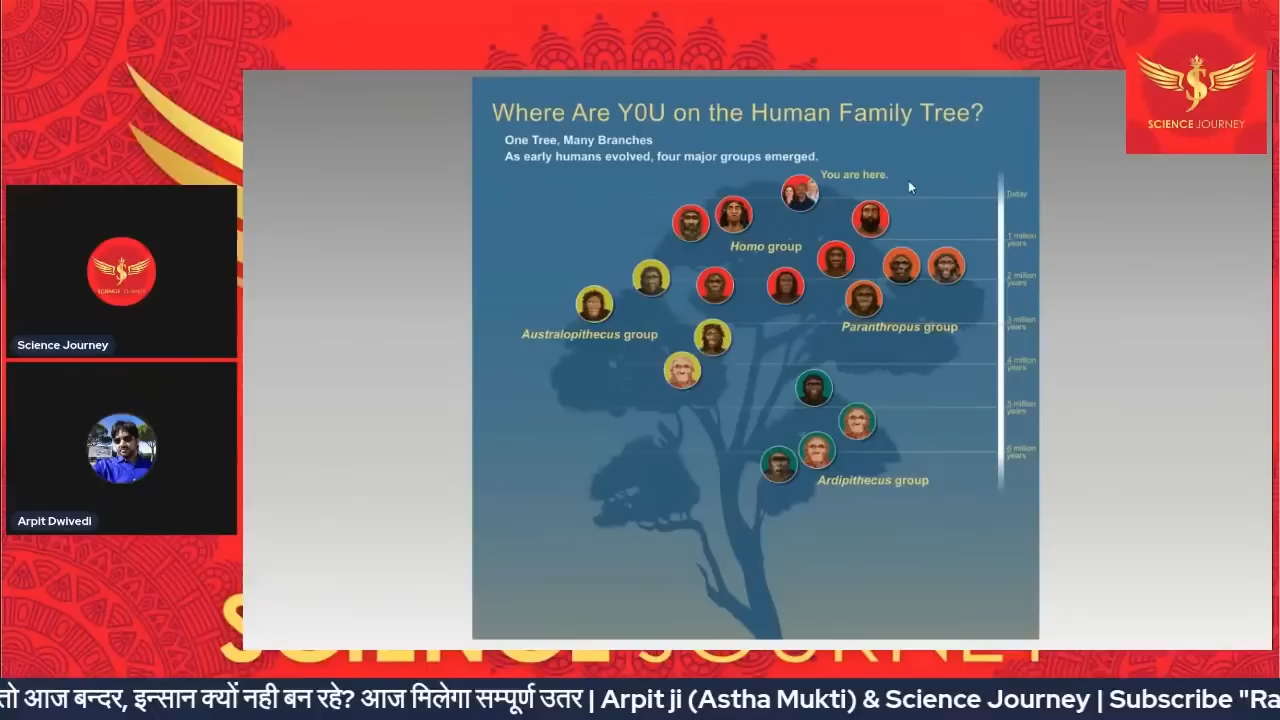 SCIENCE JOURNEY
Where Are Y0U on the Human Family Tree?
One Tree, Many Branches
As early humans evolved, four major groups emerged.
You are here.
Today
1 million
years
Homo group
2 million
years
3 million
years
Australopithecus group
Paranthropus group
4 million
years
5 million
years
6 million
years
Ardipithecus group
Science Journey
Arpit Dwivedi
तो आज बन्दर, इन्सान क्यों नही बन रहे? आज मिलेगा सम्पूर्ण उतर | Arpit ji (Astha Mukti) & Science Journey | Subscribe "Ra